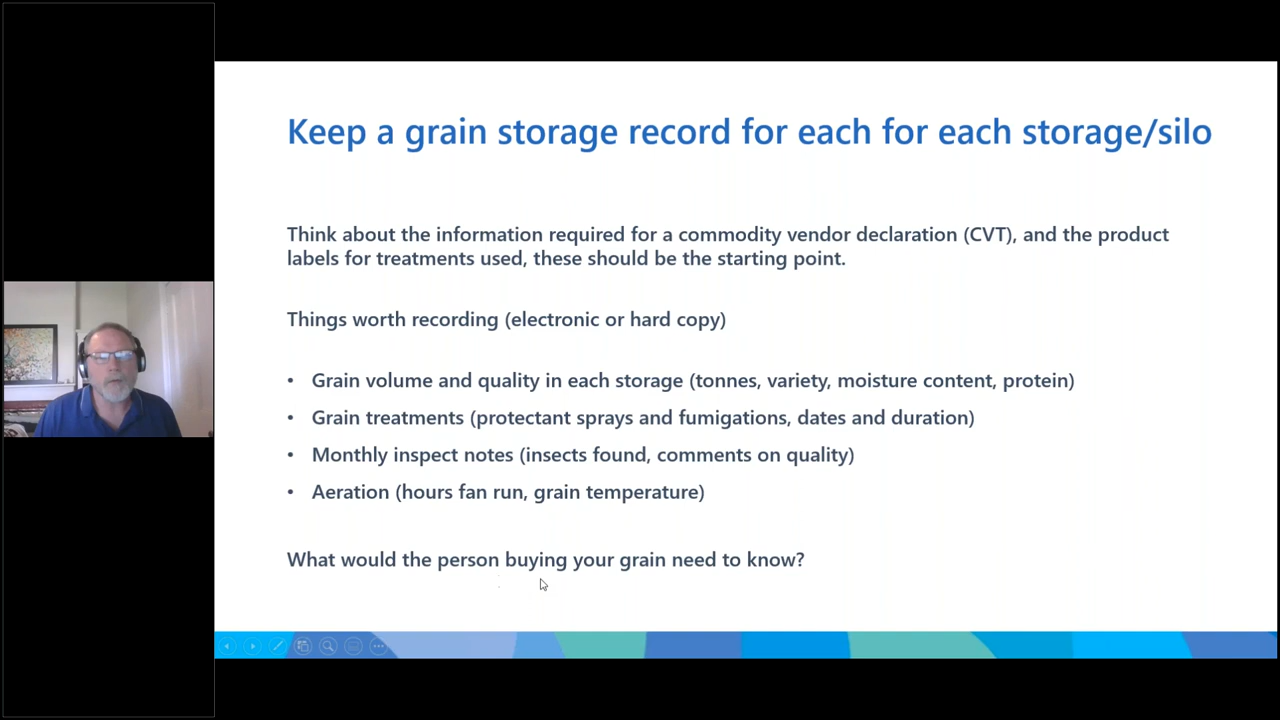 Keep a grain storage record for each for each storage/silo
Think about the information required for a commodity vendor declaration (CVT), and the product
labels for treatments used, these should be the starting point.
Things worth recording (electronic or hard copy)
• Grain volume and quality in each storage (tonnes, variety, moisture content, protein)
• Grain treatments (protectant sprays and fumigations, dates and duration)
• Monthly inspect notes (insects found, comments on quality)
• Aeration (hours fan run, grain temperature)
What would the person buying your grain need to know?